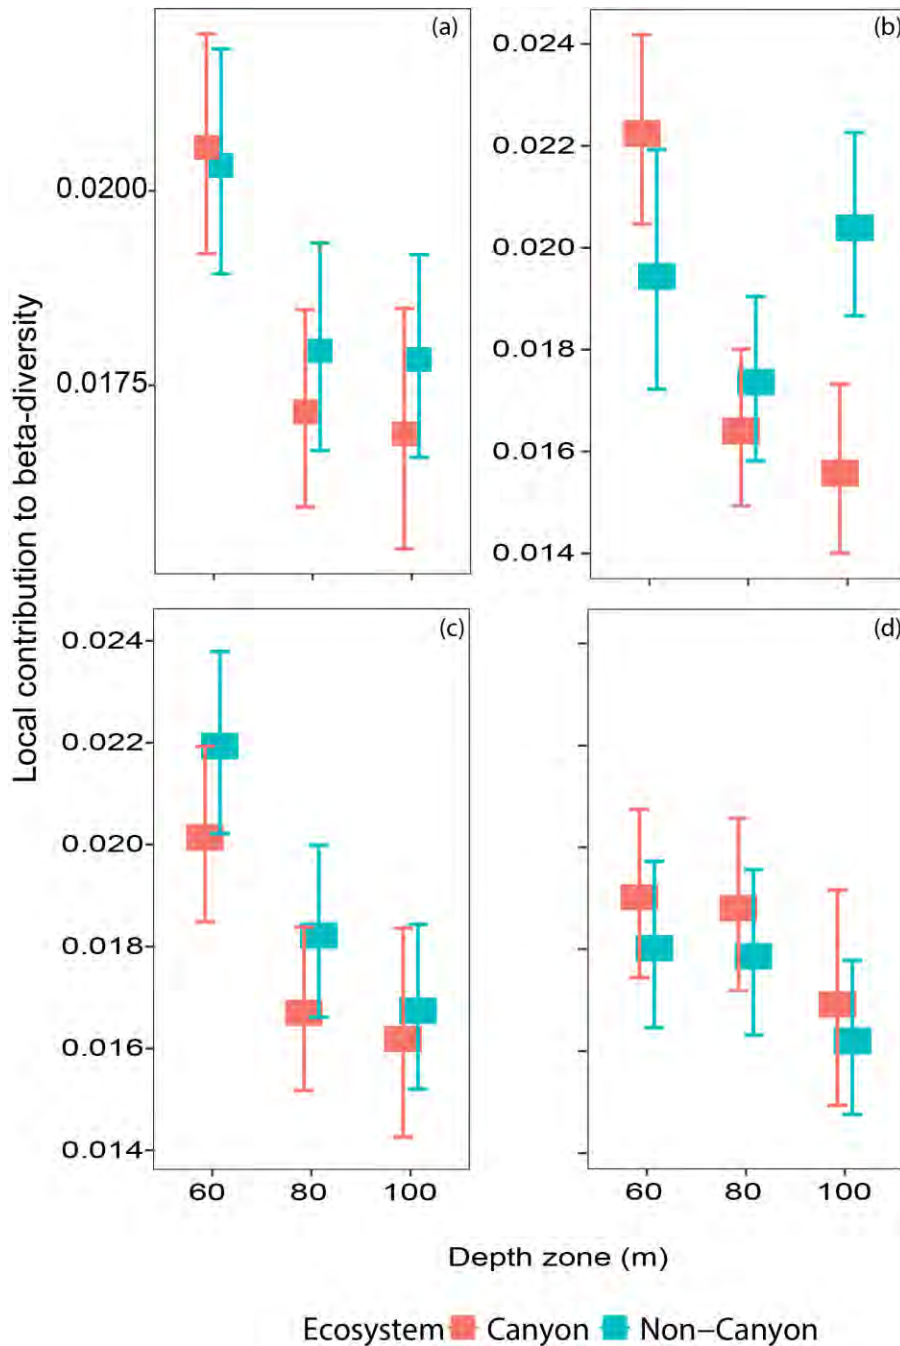 (a)
0.0200
0.0175
(b)
0.024
0.022
0.020
0.018
0.016
0.014
Local contribution to beta-diversity
(c)
0.024
0.022
0.020
0.018
0.016
0.014
60 80 100
(d)
60 80 100
Depth zone (m)
Ecosystem Canyon Non−Canyon